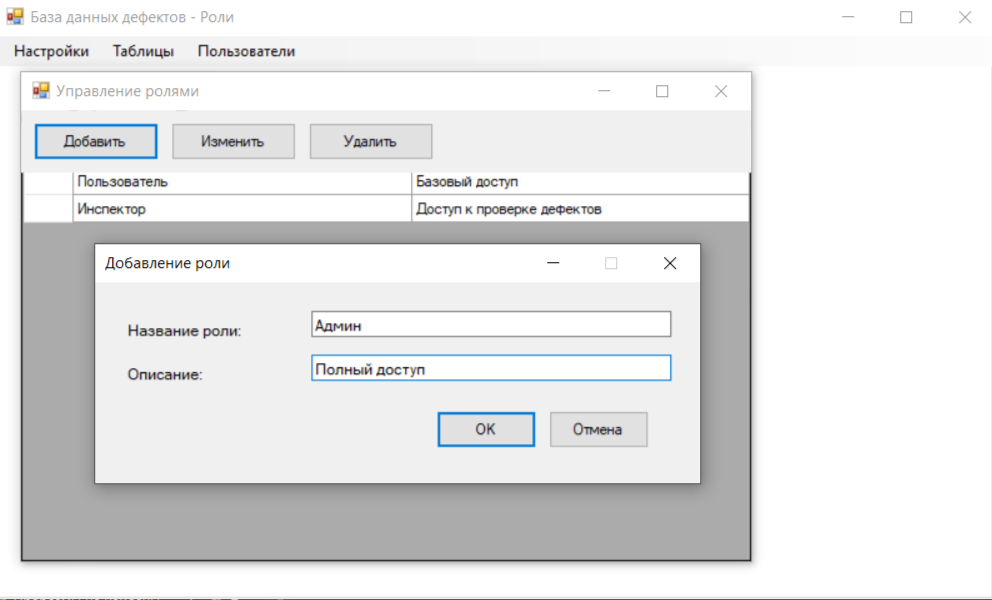 База данных дефектов - Роли
Настройки Таблицы Пользователи
Управление ролями
Добавить Изменить Удалить
Пользователь Базовый доступ
Инспектор Доступ к проверке дефектов
Добавление роли
Название роли: Админ
Описание: Полный доступ
OK Отмена